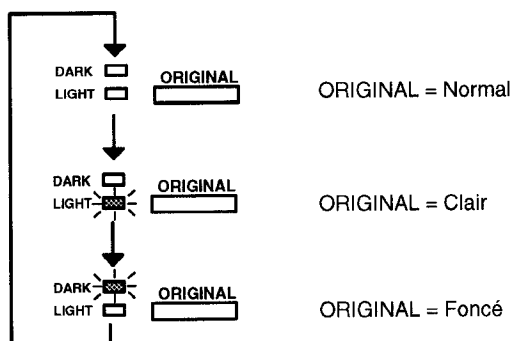 DARK
ORIGINAL
LIGHT
ORIGINAL = Normal
DARK
ORIGINAL
LIGHT
ORIGINAL = Clair
DARK
ORIGINAL
LIGHT
ORIGINAL = Foncé